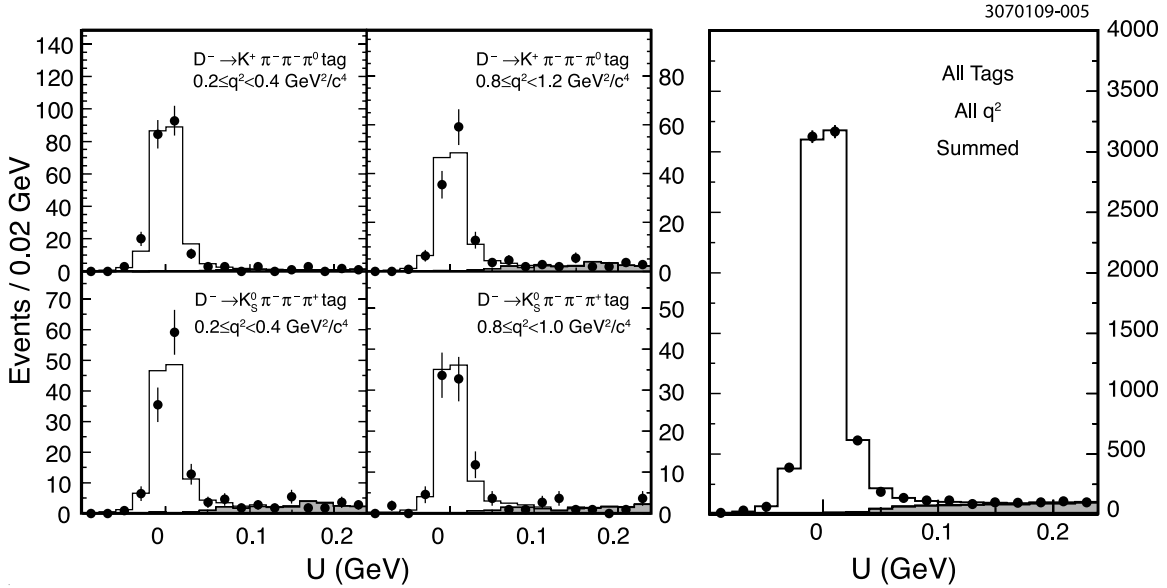 3070109-005
Events / 0.02 GeV
140
120
100
80
60
40
20
0
D⁻ → K⁺ π⁻ π⁻ π⁰ tag
0.2≤q²<0.4 GeV²/c⁴
D⁻ → K⁺ π⁻ π⁻ π⁰ tag
0.8≤q²<1.2 GeV²/c⁴
80
60
40
20
0
70
60
50
40
30
20
10
0
D⁻ → K⁰S π⁻ π⁻ π⁺ tag
0.2≤q²<0.4 GeV²/c⁴
D⁻ → K⁰S π⁻ π⁻ π⁺ tag
0.8≤q²<1.0 GeV²/c⁴
50
40
30
20
10
0
0 0.1 0.2
0 0.1 0.2
U (GeV)
All Tags
All q²
Summed
4000
3500
3000
2500
2000
1500
1000
500
0
0 0.1 0.2
U (GeV)